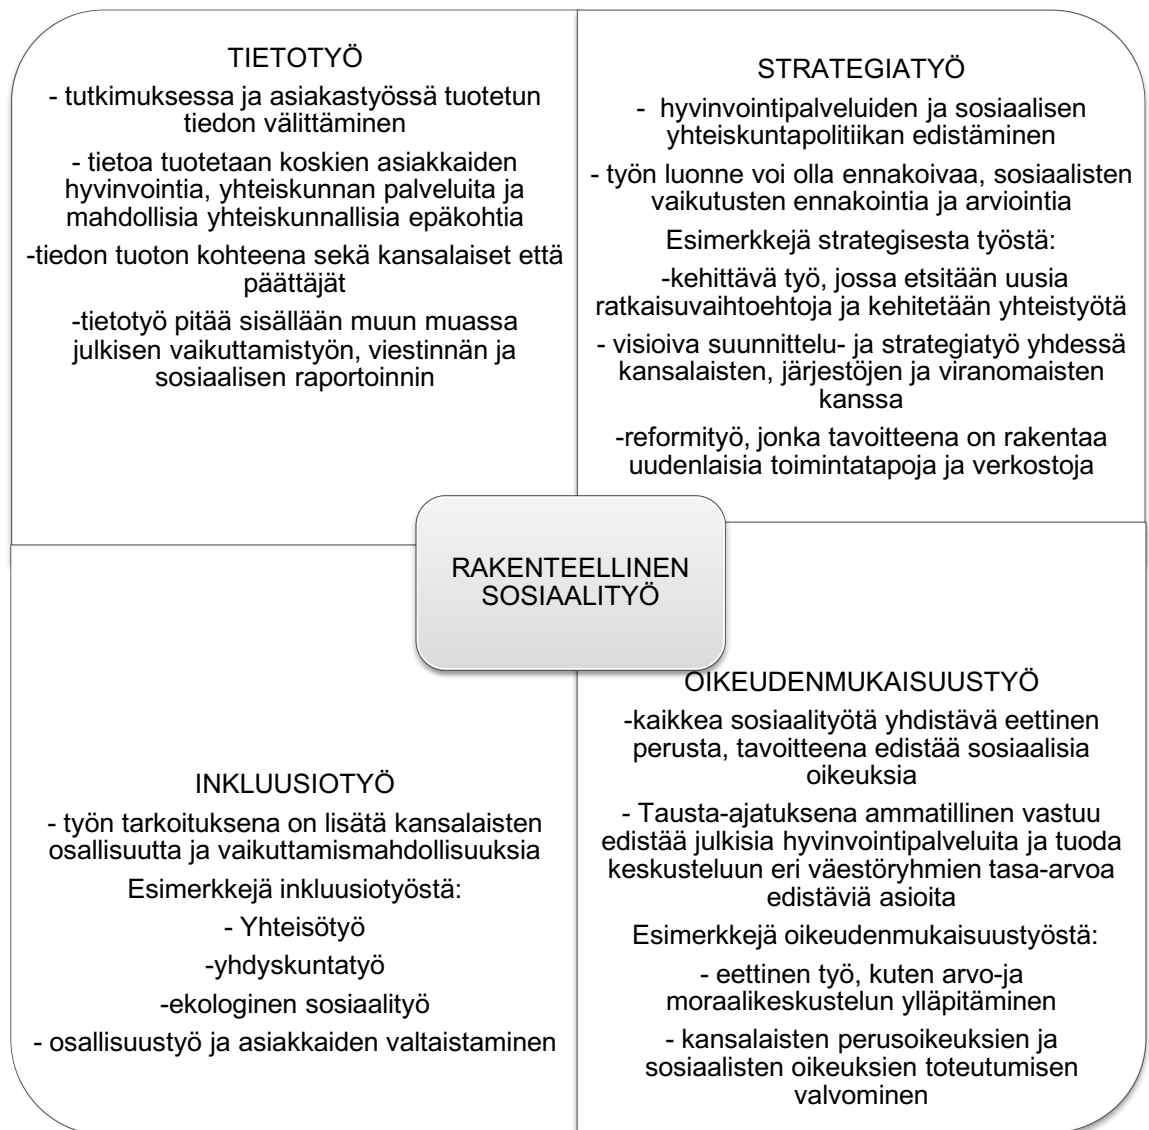 TIETOTYÖ
- tutkimuksessa ja asiakastyössä tuotetun
tiedon välittäminen
- tietoa tuotetaan koskien asiakkaiden
hyvinvointia, yhteiskunnan palveluita ja
mahdollisia yhteiskunnallisia epäkohtia
-tiedon tuoton kohteena sekä kansalaiset että
päättäjät
-tietotyö pitää sisällään muun muassa
julkisen vaikuttamistyön, viestinnän ja
sosiaalisen raportoinnin
STRATEGIATYÖ
- hyvinvointipalveluiden ja sosiaalisen
yhteiskuntapolitiikan edistäminen
- työn luonne voi olla ennakoivaa, sosiaalisten
vaikutusten ennakointia ja arviointia
Esimerkkejä strategisesta työstä:
-kehittävä työ, jossa etsitään uusia
ratkaisuvaihtoehtoja ja kehitetään yhteistyötä
- visioiva suunnittelu- ja strategiatyö yhdessä
kansalaisten, järjestöjen ja viranomaisten
kanssa
-reformityö, jonka tavoitteena on rakentaa
uudenlaisia toimintatapoja ja verkostoja
RAKENTEELLINEN
SOSIAALITYÖ
INKLUUSIOTYÖ
- työn tarkoituksena on lisätä kansalaisten
osallisuutta ja vaikuttamismahdollisuuksia
Esimerkkejä inkluusiotyöstä:
- Yhteisötyö
-yhdyskuntatyö
-ekologinen sosiaalityö
- osallisuustyö ja asiakkaiden valtaistaminen
OIKEUDENMUKAISUUSTYÖ
-kaikkea sosiaalityötä yhdistävä eettinen
perusta, tavoitteena edistää sosiaalisia
oikeuksia
- Tausta-ajatuksena ammatillinen vastuu
edistää julkisia hyvinvointipalveluita ja tuoda
keskusteluun eri väestöryhmien tasa-arvoa
edistäviä asioita
Esimerkkejä oikeudenmukaisuustyöstä:
- eettinen työ, kuten arvo-ja
moraalikeskustelun ylläpitäminen
- kansalaisten perusoikeuksien ja
sosiaalisten oikeuksien toteutumisen
valvominen